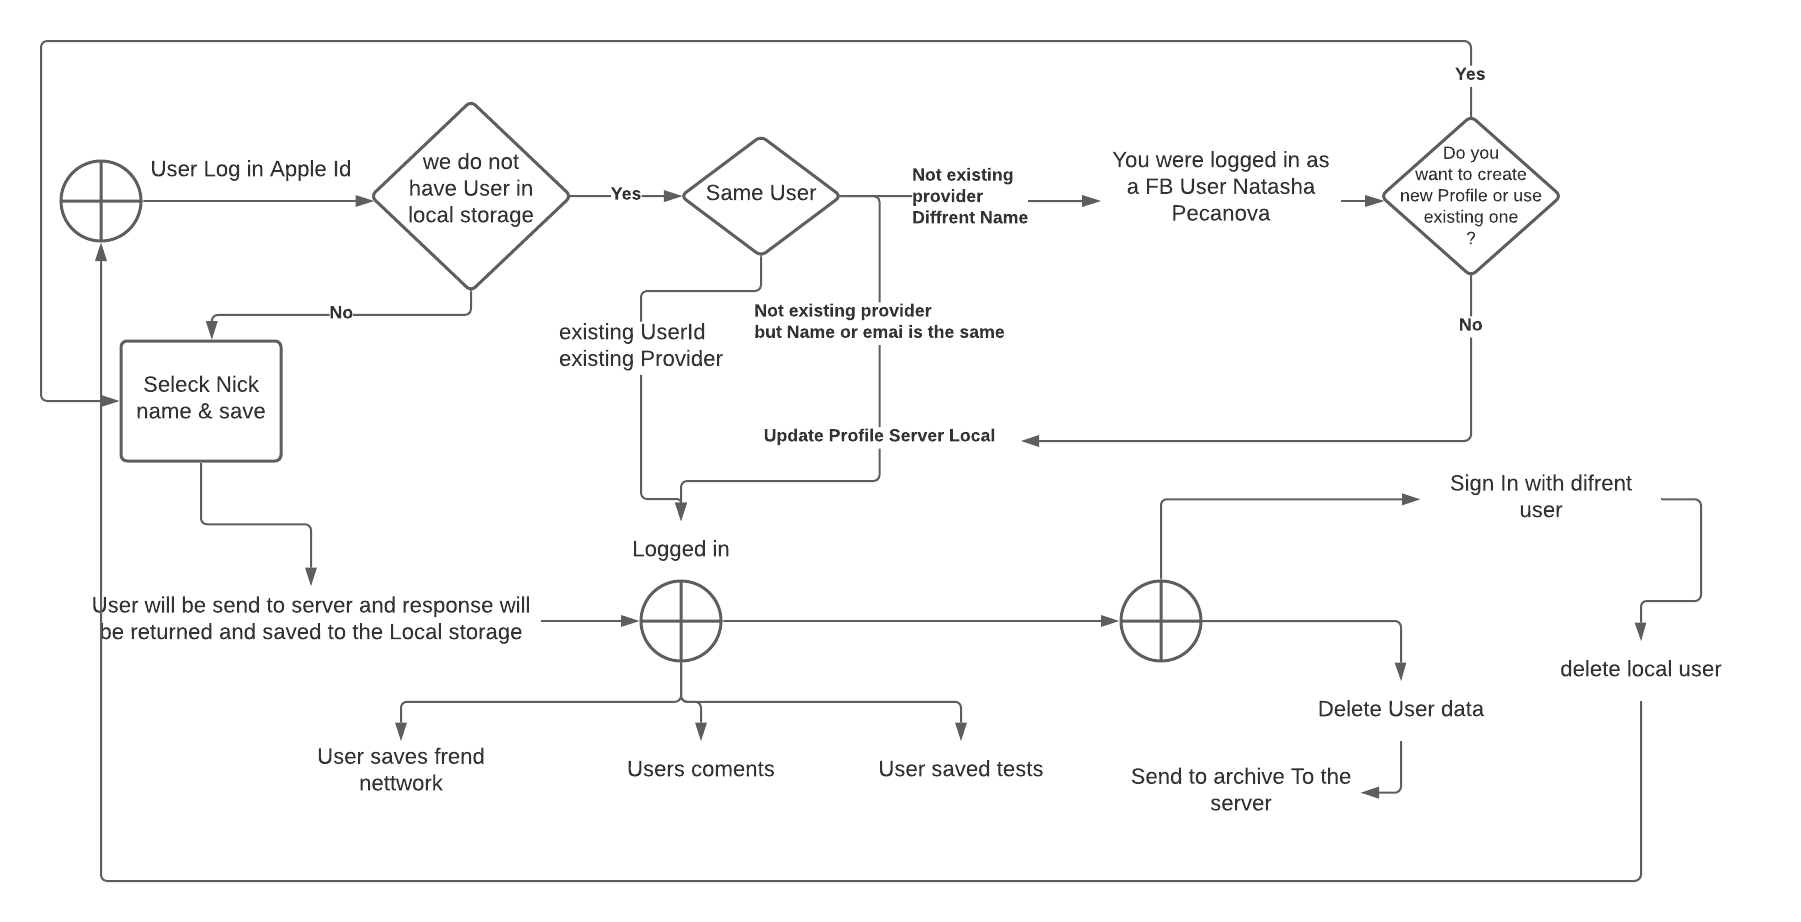 Yes
User Log in Apple Id
we do not
have User in
local storage
Yes
Same User
Not existing
provider
Diffrent Name
You were logged in as
a FB User Natasha
Pecanova
Do you
want to create
new Profile or use
existing one
?
No
Seleck Nick
name & save
existing UserId
existing Provider
Not existing provider
but Name or emai is the same
No
Update Profile Server Local
Logged in
Sign In with difrent
user
User will be send to server and response will
be returned and saved to the Local storage
delete local user
Delete User data
User saves frend
nettwork
Users coments
User saved tests
Send to archive To the
server